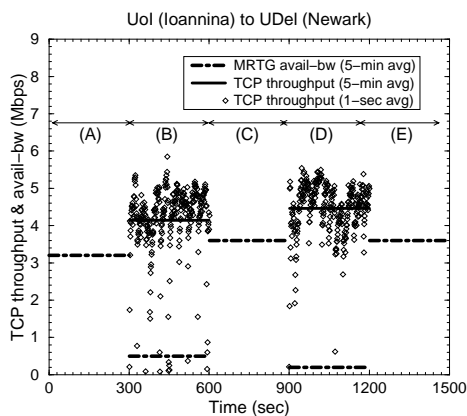 UoI (Ioannina) to UDel (Newark)
TCP throughput & avail−bw (Mbps)
9
8
7
6
5
4
3
2
1
0
MRTG avail−bw (5−min avg)
TCP throughput (5−min avg)
TCP throughput (1−sec avg)
(A) (B) (C) (D) (E)
0 300 600 900 1200 1500
Time (sec)